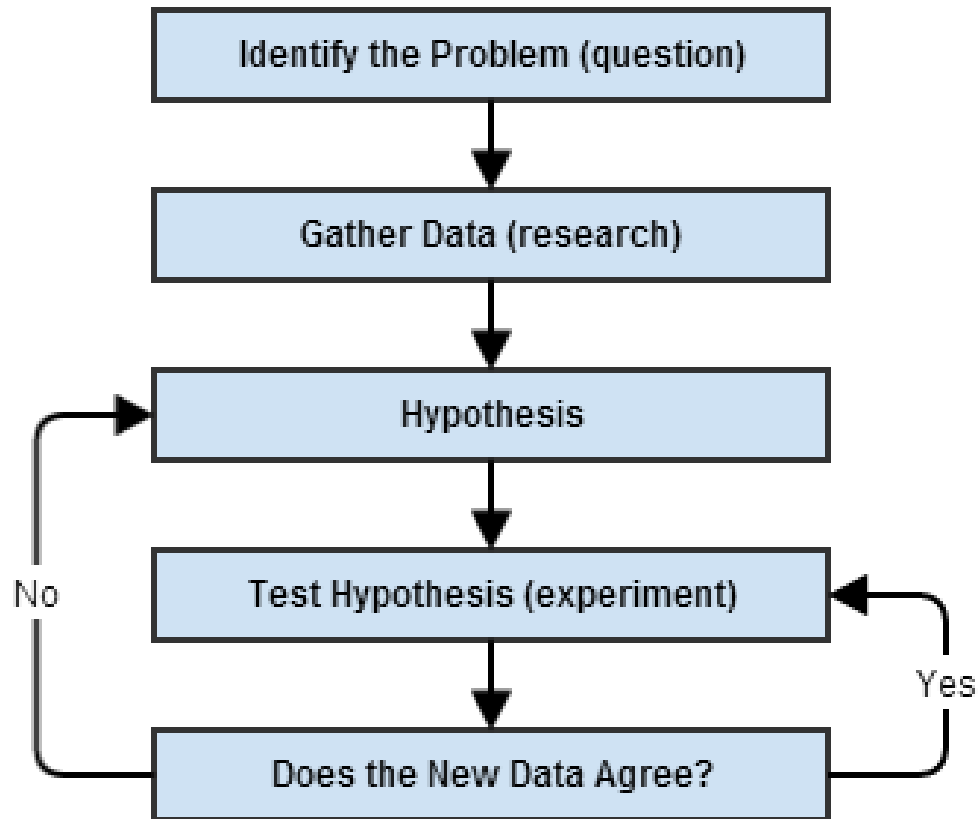 Identify the Problem (question)
Gather Data (research)
Hypothesis
Test Hypothesis (experiment)
No
Yes
Does the New Data Agree?